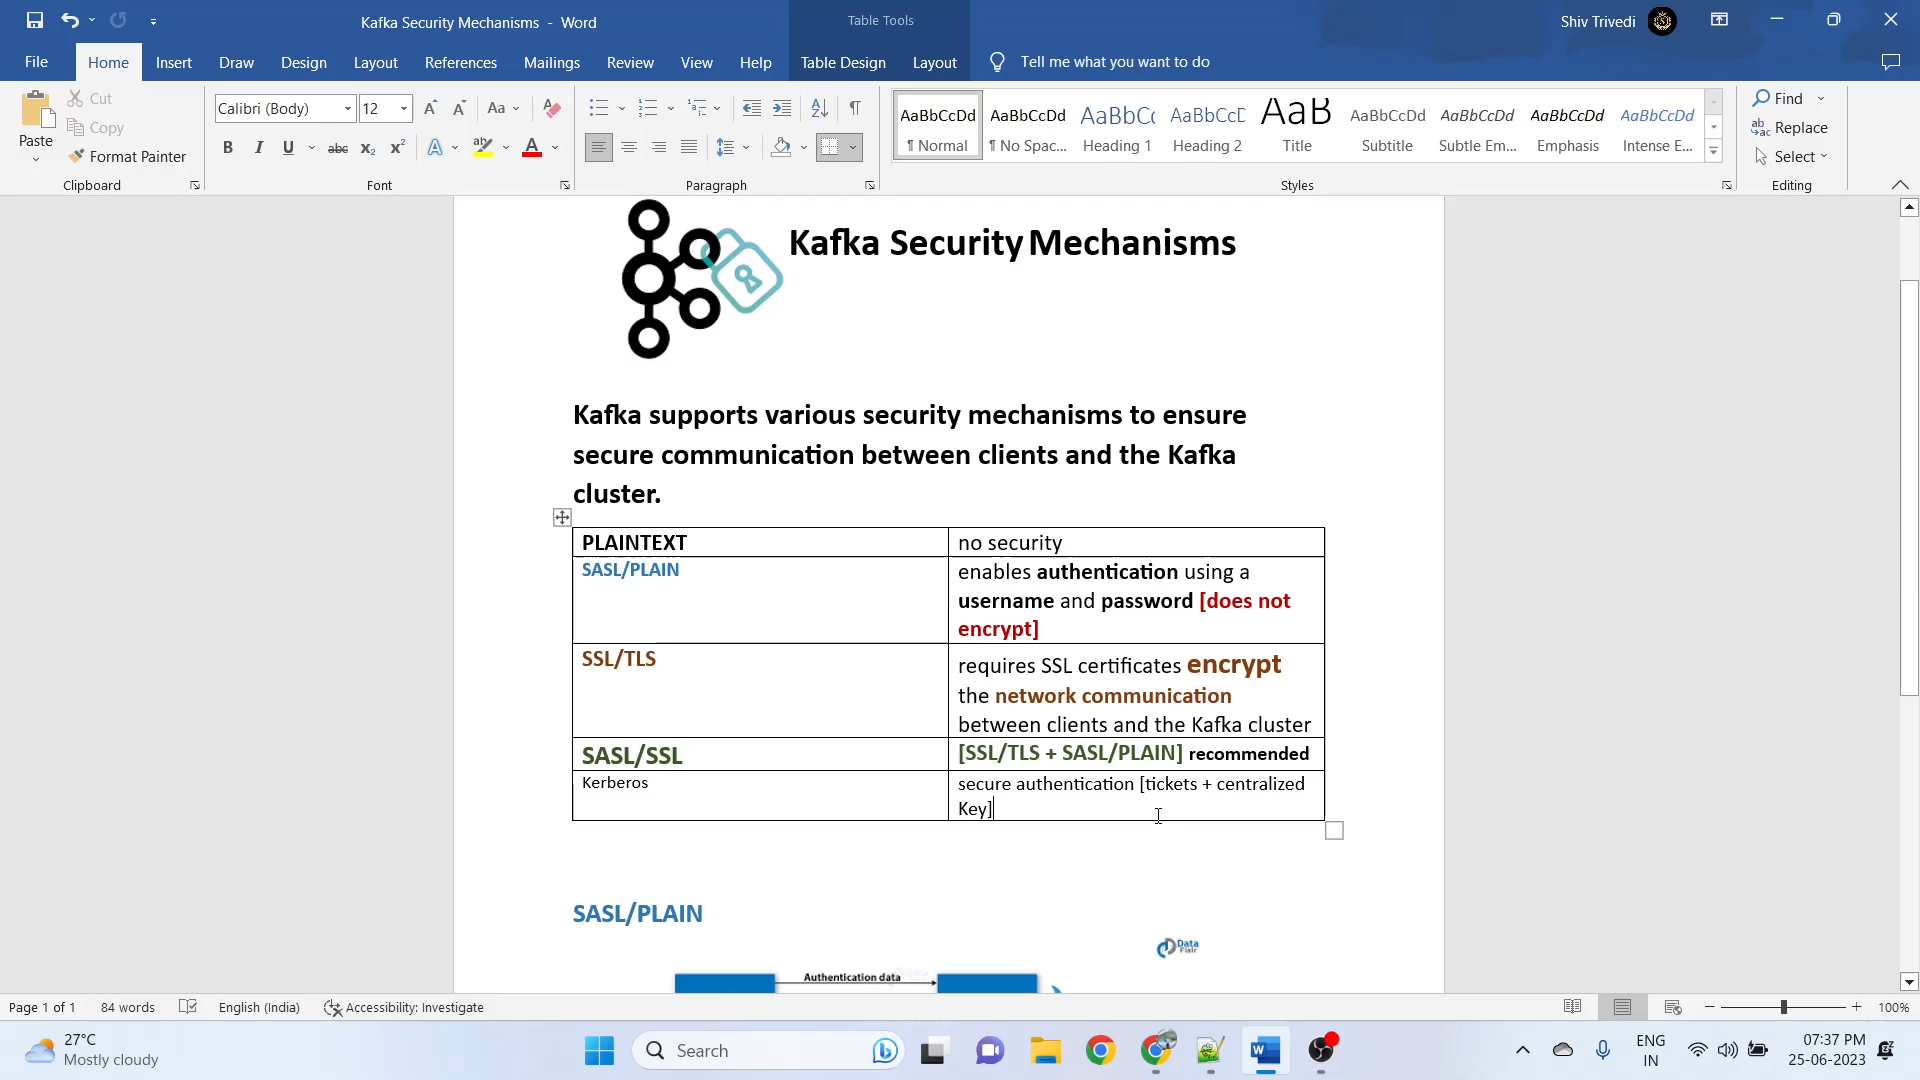 Kafka Security Mechanisms - Word
Table Tools
Shiv Trivedi
File Home Insert Draw Design Layout References Mailings Review View Help Table Design Layout Tell me what you want to do
Paste
Cut
Copy
Format Painter
Clipboard
Calibri (Body) 12
Font
Paragraph
AaBbCcDd AaBbCcDd AaBbCc AaBbCcD AaB AaBbCcDd AaBbCcDd AaBbCcDd AaBbCcDd
¶ Normal ¶ No Spac... Heading 1 Heading 2 Title Subtitle Subtle Em... Emphasis Intense E...
Styles
Find
Replace
Select
Editing
Kafka Security Mechanisms
Kafka supports various security mechanisms to ensure
secure communication between clients and the Kafka
cluster.
PLAINTEXT no security
SASL/PLAIN enables authentication using a
username and password [does not
encrypt]
SSL/TLS requires SSL certificates encrypt
the network communication
between clients and the Kafka cluster
SASL/SSL [SSL/TLS + SASL/PLAIN] recommended
Kerberos secure authentication [tickets + centralized
Key]
SASL/PLAIN
Data
Flair
Authentication data
Page 1 of 1 84 words English (India) Accessibility: Investigate 100%
27°C
Mostly cloudy
Search
ENG
IN
07:37 PM
25-06-2023